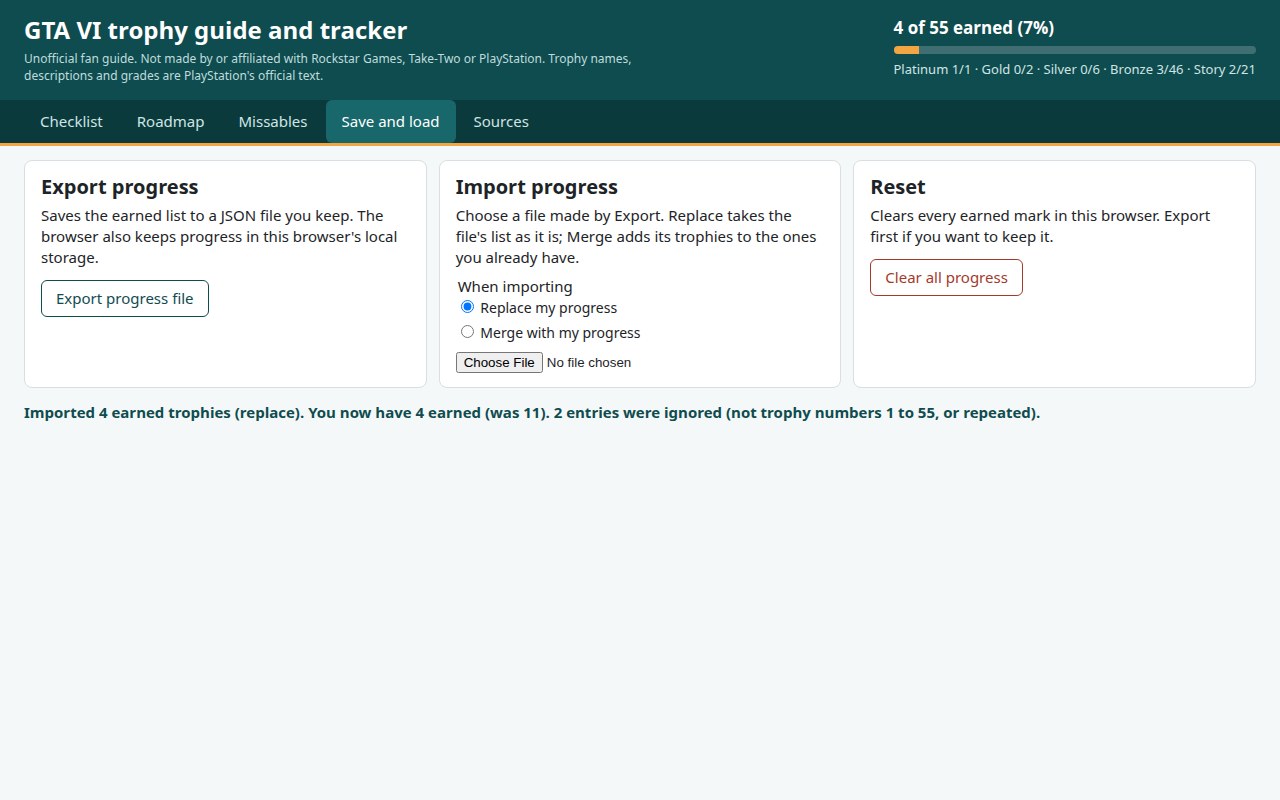 GTA VI trophy guide and tracker
Unofficial fan guide. Not made by or affiliated with Rockstar Games, Take-Two or PlayStation. Trophy names,
descriptions and grades are PlayStation's official text.
4 of 55 earned (7%)
Platinum 1/1 · Gold 0/2 · Silver 0/6 · Bronze 3/46 · Story 2/21
Checklist
Roadmap
Missables
Save and load
Sources
Export progress
Saves the earned list to a JSON file you keep. The
browser also keeps progress in this browser's local
storage.
Export progress file
Import progress
Choose a file made by Export. Replace takes the
file's list as it is; Merge adds its trophies to the ones
you already have.
When importing
Replace my progress
Merge with my progress
Choose File No file chosen
Reset
Clears every earned mark in this browser. Export
first if you want to keep it.
Clear all progress
Imported 4 earned trophies (replace). You now have 4 earned (was 11). 2 entries were ignored (not trophy numbers 1 to 55, or repeated).